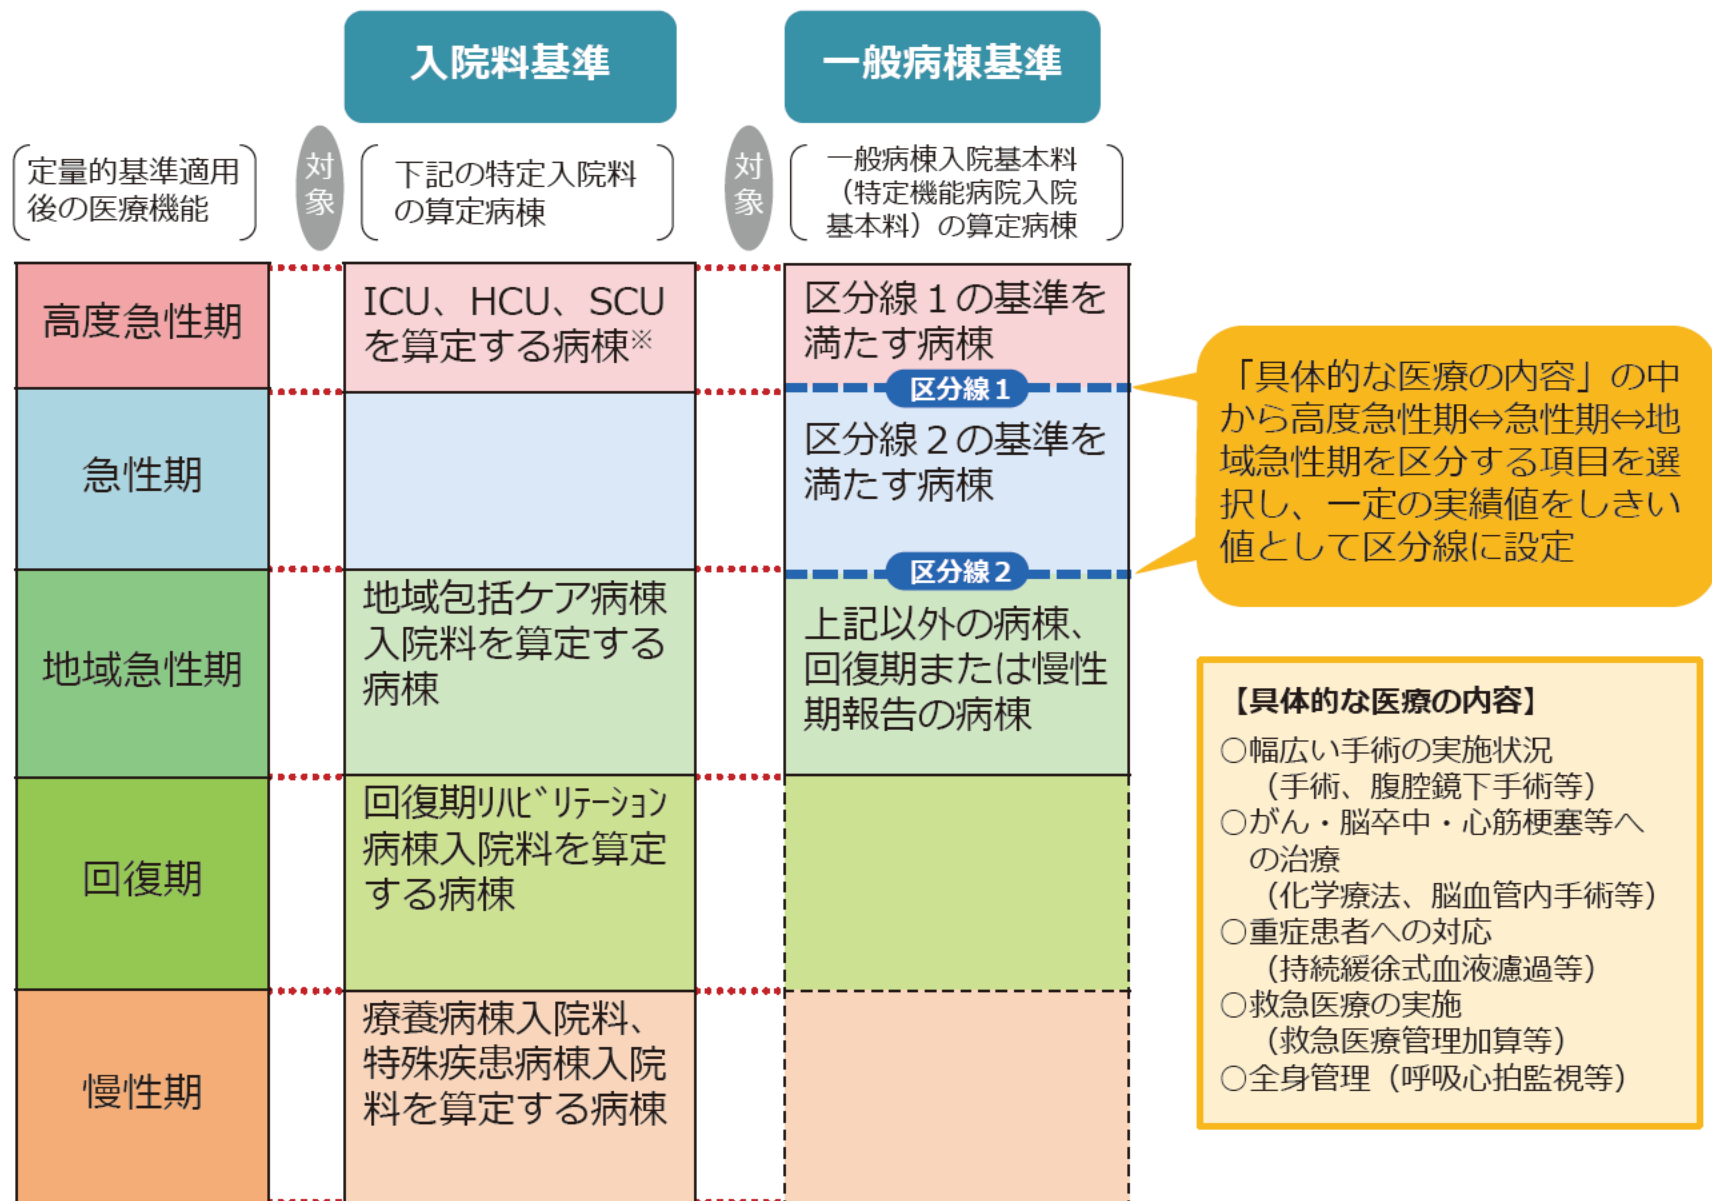 入院料基準
一般病棟基準
定量的基準適用
後の医療機能
対
象
下記の特定入院料
の算定病棟
対
象
一般病棟入院基本料
（特定機能病院入院
基本料）の算定病棟
高度急性期
ICU、HCU、SCU
を算定する病棟※
区分線１の基準を
満たす病棟
区分線１
急性期
区分線２の基準を
満たす病棟
区分線２
地域急性期
地域包括ケア病棟
入院料を算定する
病棟
上記以外の病棟、
回復期または慢性
期報告の病棟
回復期
回復期ﾘﾊﾋﾞﾘﾃｰｼｮﾝ
病棟入院料を算定
する病棟
慢性期
療養病棟入院料、
特殊疾患病棟入院
料を算定する病棟
「具体的な医療の内容」の中
から高度急性期⇔急性期⇔地
域急性期を区分する項目を選
択し、一定の実績値をしきい
値として区分線に設定
【具体的な医療の内容】
○幅広い手術の実施状況
（手術、腹腔鏡下手術等）
○がん・脳卒中・心筋梗塞等へ
の治療
（化学療法、脳血管内手術等）
○重症患者への対応
（持続緩徐式血液濾過等）
○救急医療の実施
（救急医療管理加算等）
○全身管理（呼吸心拍監視等）